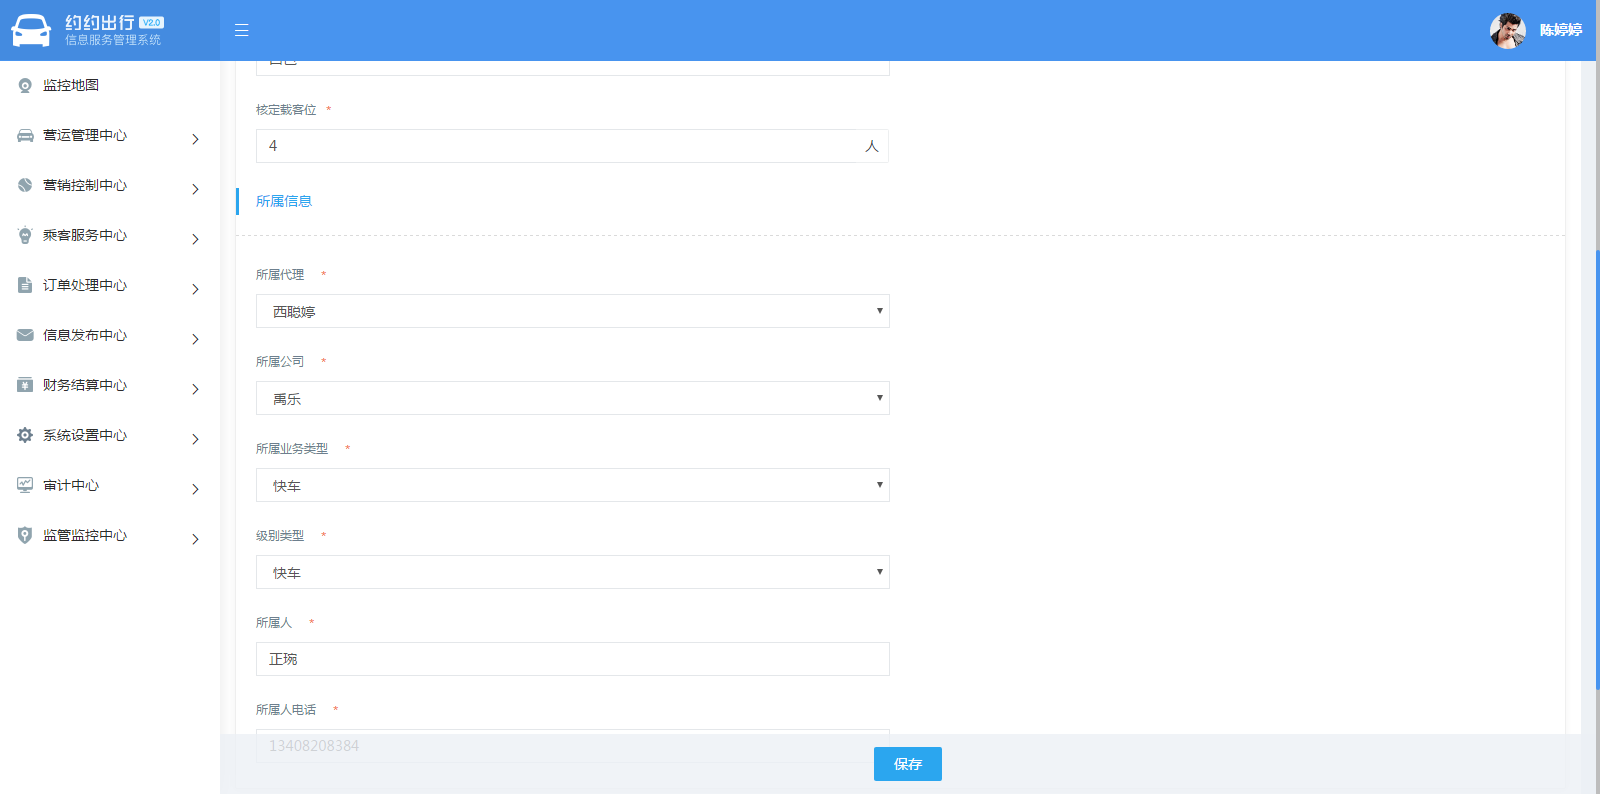 约约出行 V2.0
信息服务管理系统
陈婷婷
监控地图
营运管理中心
营销控制中心
乘客服务中心
订单处理中心
信息发布中心
财务结算中心
系统设置中心
审计中心
监管监控中心
核定载客位 *
4 人
所属信息
所属代理 *
西聪婷
所属公司 *
禹乐
所属业务类型 *
快车
级别类型 *
快车
所属人 *
正琬
所属人电话 *
13408208384
保存